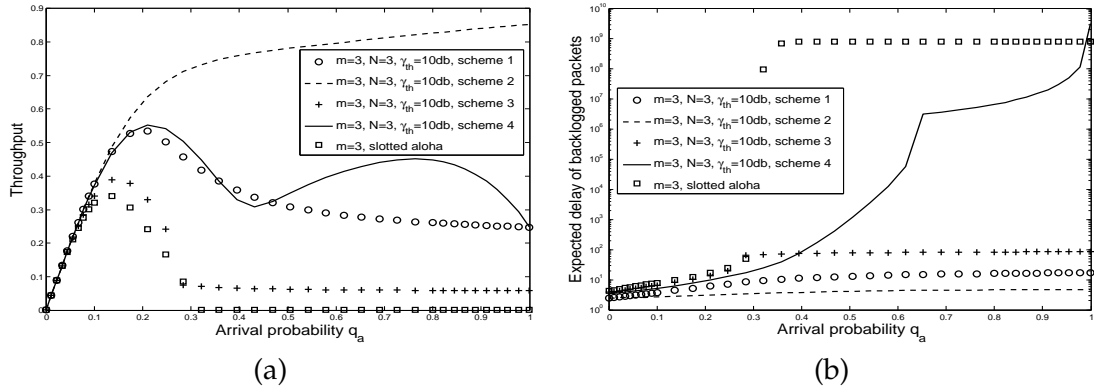 0.9
0.8
0.7
0.6
0.5
0.4
0.3
0.2
0.1
0
Throughput
m=3, N=3, γth=10db, scheme 1
m=3, N=3, γth=10db, scheme 2
m=3, N=3, γth=10db, scheme 3
m=3, N=3, γth=10db, scheme 4
m=3, slotted aloha
0 0.1 0.2 0.3 0.4 0.5 0.6 0.7 0.8 0.9 1
Arrival probability qa
(a)
10^10
10^9
10^8
10^7
10^6
10^5
10^4
10^3
10^2
10^1
10^0
Expected delay of backlogged packets
m=3, N=3, γth=10db, scheme 1
m=3, N=3, γth=10db, scheme 2
m=3, N=3, γth=10db, scheme 3
m=3, N=3, γth=10db, scheme 4
m=3, slotted aloha
0 0.1 0.2 0.3 0.4 0.5 0.6 0.7 0.8 0.9 1
Arrival probability qa
(b)